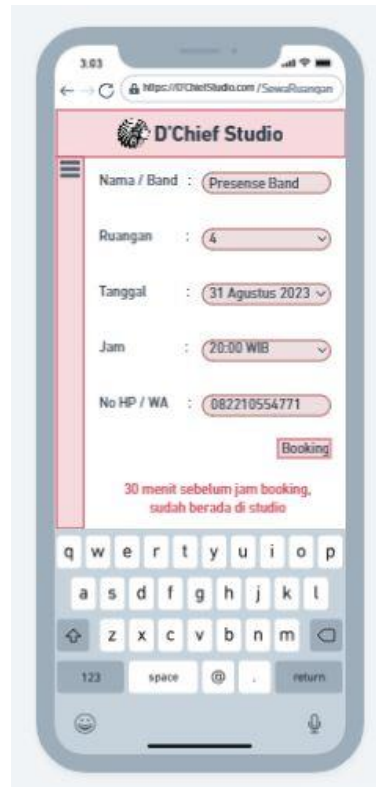 3.03
https://D'ChiefStudio.com/SewaRuangan
D'Chief Studio
Nama / Band : Presense Band
Ruangan : 4
Tanggal : 31 Agustus 2023
Jam : 20:00 WIB
No HP / WA : 082210554771
Booking
30 menit sebelum jam booking,
sudah berada di studio
q w e r t y u i o p
a s d f g h j k l
z x c v b n m
123 space @ . return